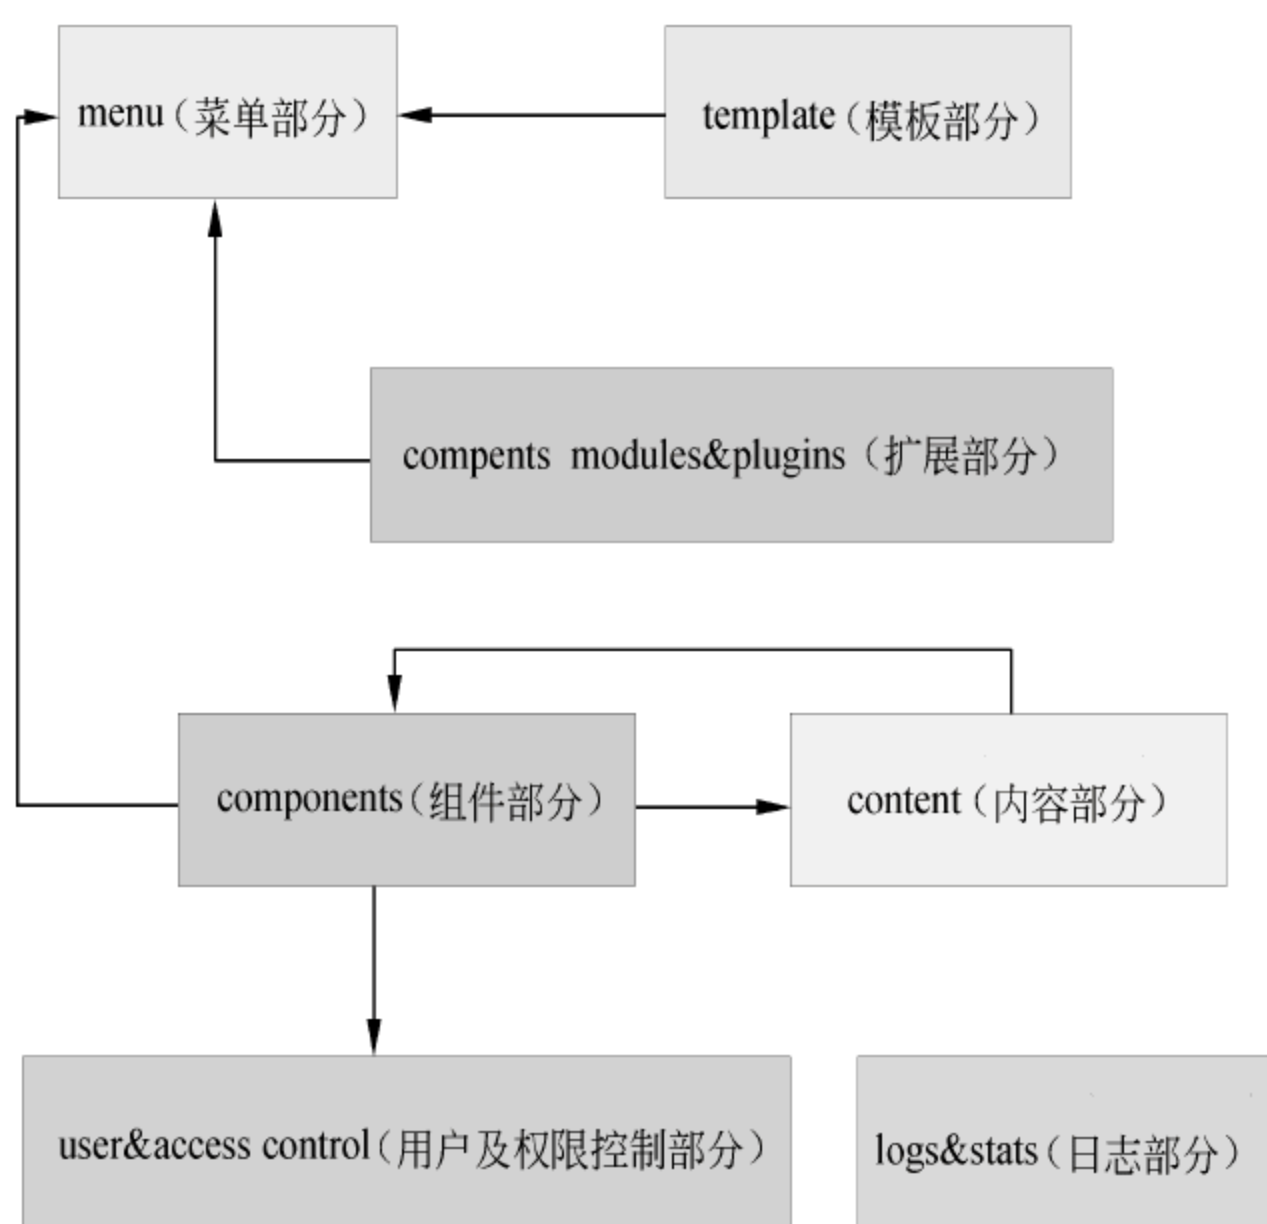 menu（菜单部分）
template（模板部分）
compents modules&plugins（扩展部分）
components（组件部分）
content（内容部分）
user&access control（用户及权限控制部分）
logs&stats（日志部分）